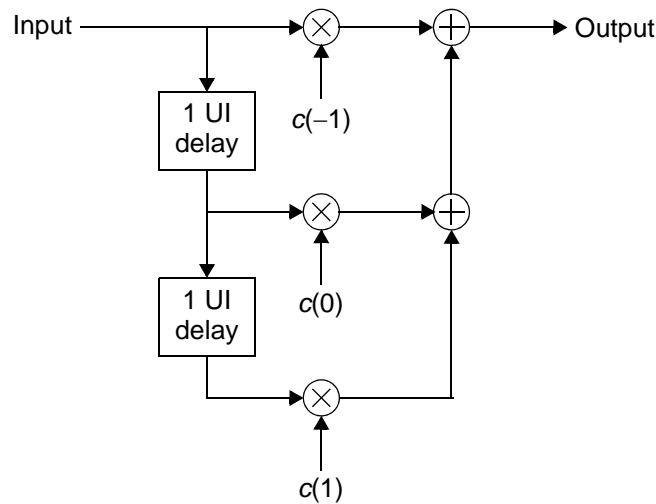 Input
Output
1 UI
delay
c(−1)
1 UI
delay
c(0)
c(1)